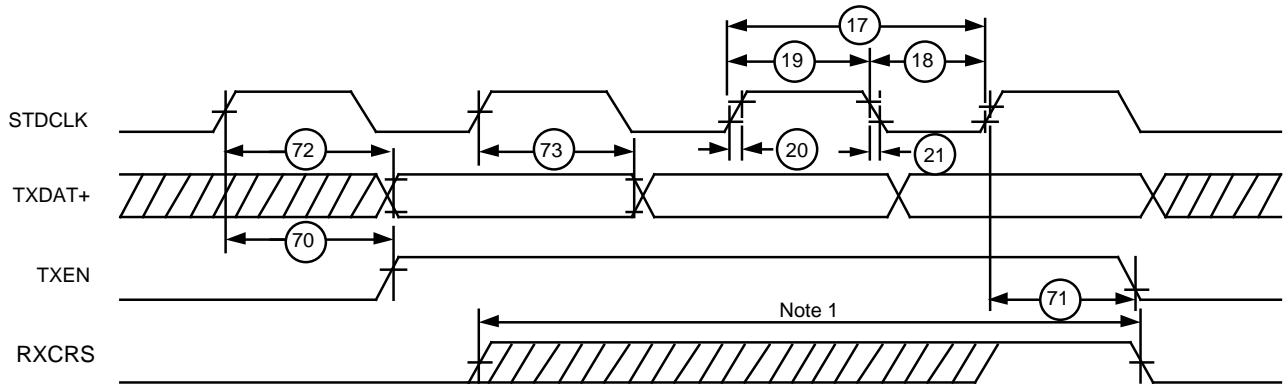 17
19
18
STDCLK
72
73
20
21
TXDAT+
70
TXEN
71
Note 1
RXCRS